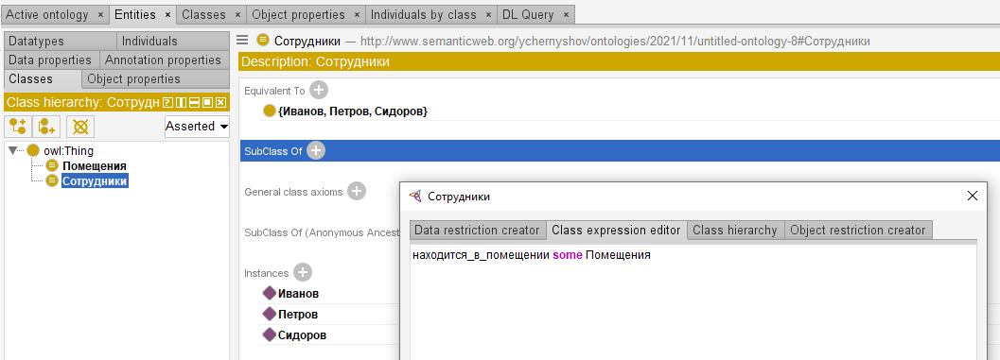 Active ontology × Entities × Classes × Object properties × Individuals by class × DL Query ×
Datatypes Individuals
Data properties Annotation properties
Classes Object properties
Class hierarchy: Сотрудн
Asserted
owl:Thing
Помещения
Сотрудники
Сотрудники — http://www.semanticweb.org/ychernyshov/ontologies/2021/11/untitled-ontology-8#Сотрудники
Description: Сотрудники
Equivalent To
{Иванов, Петров, Сидоров}
SubClass Of
General class axioms
SubClass Of (Anonymous Ancest
Instances
Иванов
Петров
Сидоров
Сотрудники
Data restriction creator Class expression editor Class hierarchy Object restriction creator
находится_в_помещении some Помещения